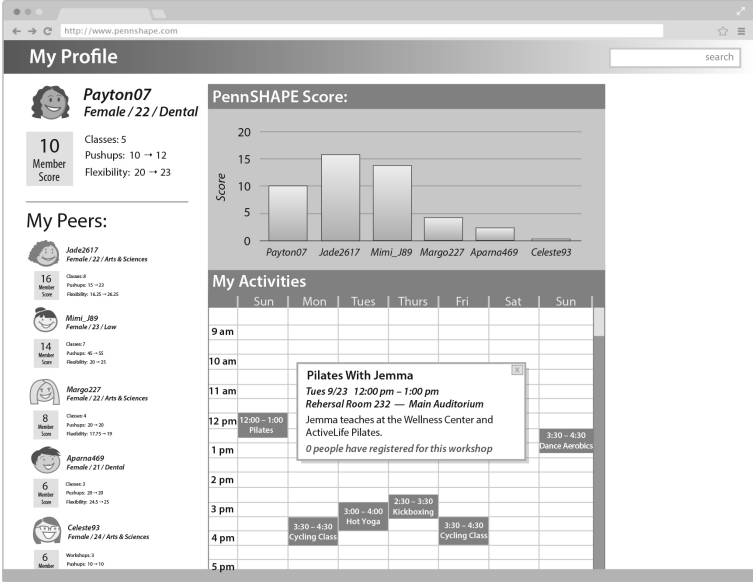 http://www.pennshape.com
My Profile
search
Payton07
Female / 22 / Dental
10
Member
Score
Classes: 5
Pushups: 10 → 12
Flexibility: 20 → 23
My Peers:
Jade2617
Female / 22 / Arts & Sciences
16
Member
Score
Classes: 8
Pushups: 15 → 23
Flexibility: 16.25 → 26.25
Mimi_J89
Female / 23 / Law
14
Member
Score
Classes: 7
Pushups: 45 → 55
Flexibility: 20 → 25
Margo227
Female / 22 / Arts & Sciences
8
Member
Score
Classes: 4
Pushups: 20 → 20
Flexibility: 17.75 → 19
Aparna469
Female / 21 / Dental
6
Member
Score
Classes: 3
Pushups: 20 → 20
Flexibility: 24.5 → 25
Celeste93
Female / 24 / Arts & Sciences
6
Member
Score
Workshops: 3
Pushups: 10 → 10
PennSHAPE Score:
Score
20
15
10
5
0
Payton07 Jade2617 Mimi_J89 Margo227 Aparna469 Celeste93
My Activities
Sun Mon Tues Thurs Fri Sat Sun
9 am
10 am
11 am
12 pm
1 pm
2 pm
3 pm
4 pm
5 pm
12:00 – 1:00
Pilates
Pilates With Jemma
X
Tues 9/23 12:00 pm – 1:00 pm
Rehersal Room 232 — Main Auditorium
Jemma teaches at the Wellness Center and
ActiveLife Pilates.
0 people have registered for this workshop
3:30 – 4:30
Dance Aerobics
3:30 – 4:30
Cycling Class
3:00 – 4:00
Hot Yoga
2:30 – 3:30
Kickboxing
3:30 – 4:30
Cycling Class